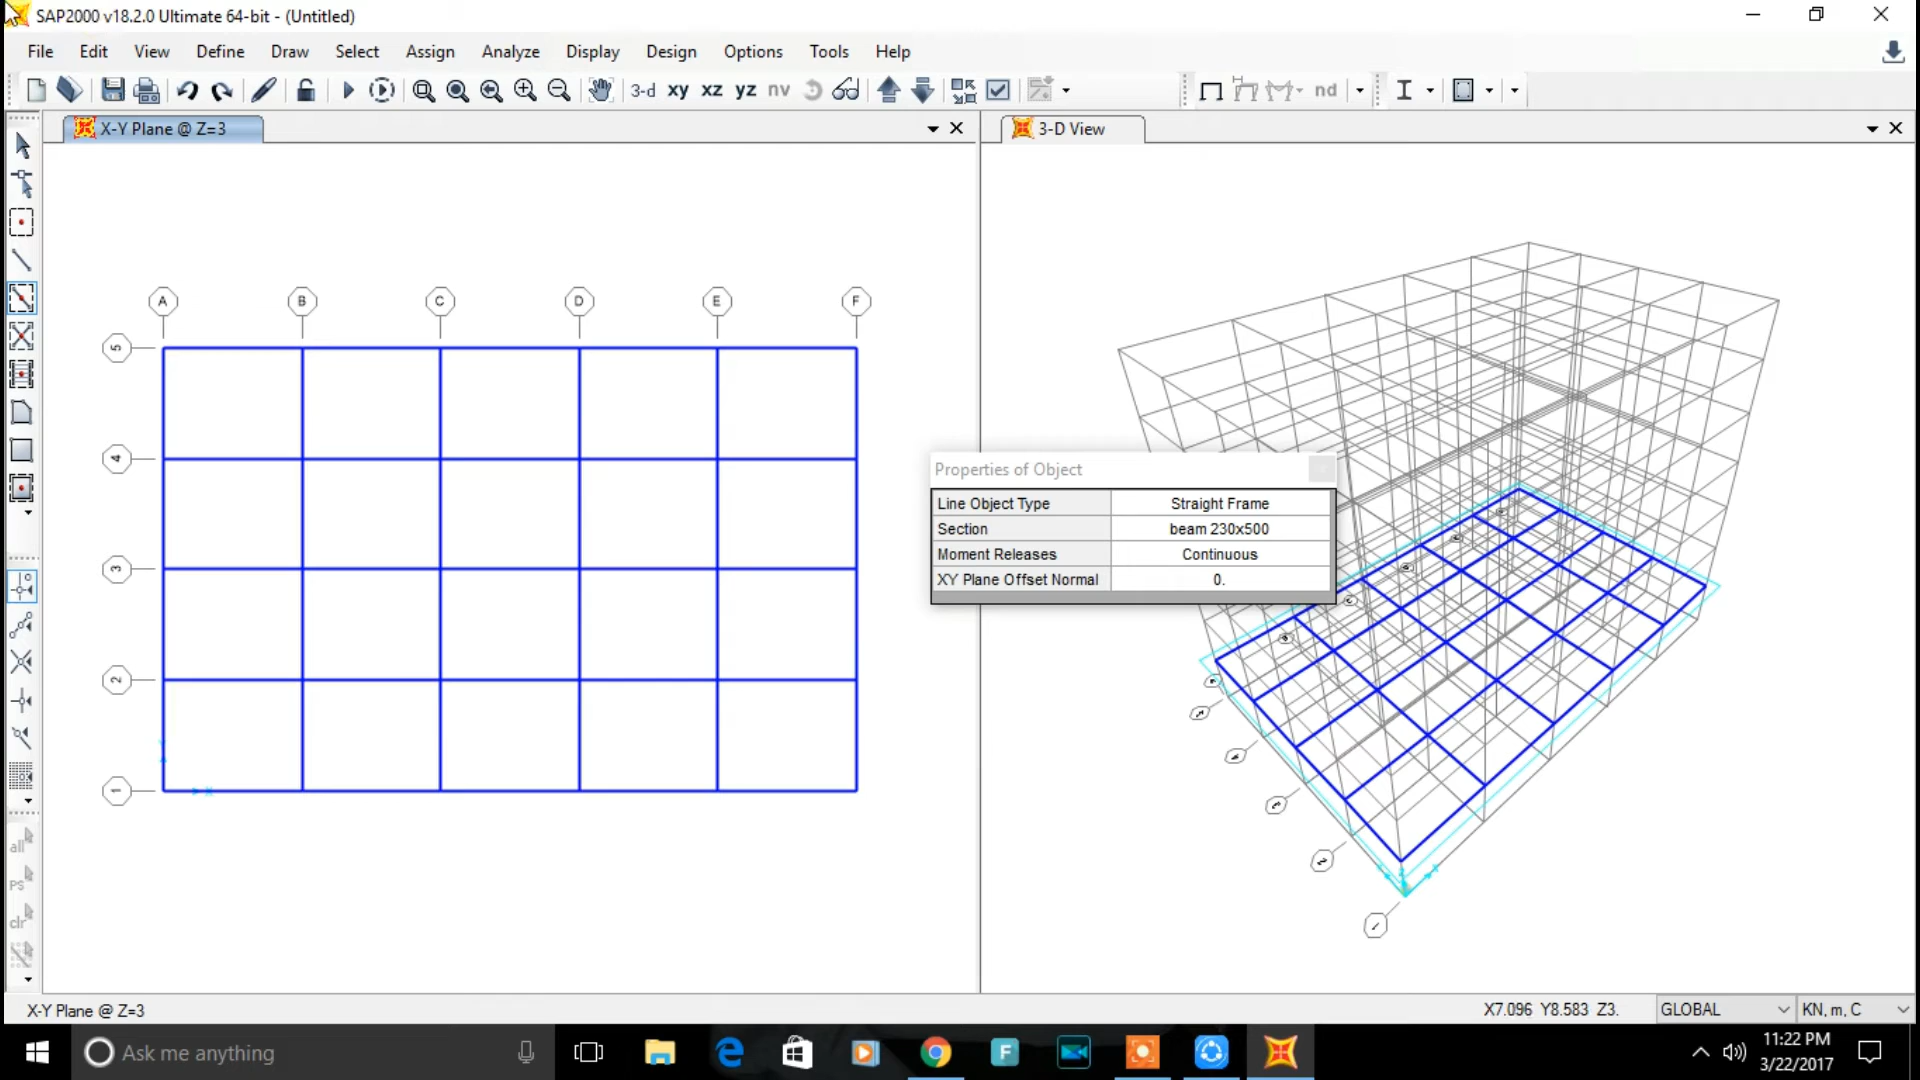 SAP2000 v18.2.0 Ultimate 64-bit - (Untitled)
File Edit View Define Draw Select Assign Analyze Display Design Options Tools Help
3-d xy xz yz nv nd
X-Y Plane @ Z=3
3-D View
A B C D E F
5
4
3
2
1
Properties of Object
Line Object Type Straight Frame
Section beam 230x500
Moment Releases Continuous
XY Plane Offset Normal 0.
all
ps
clr
X-Y Plane @ Z=3
X7.096 Y8.583 Z3.
GLOBAL
KN, m, C
Ask me anything
11:22 PM
3/22/2017